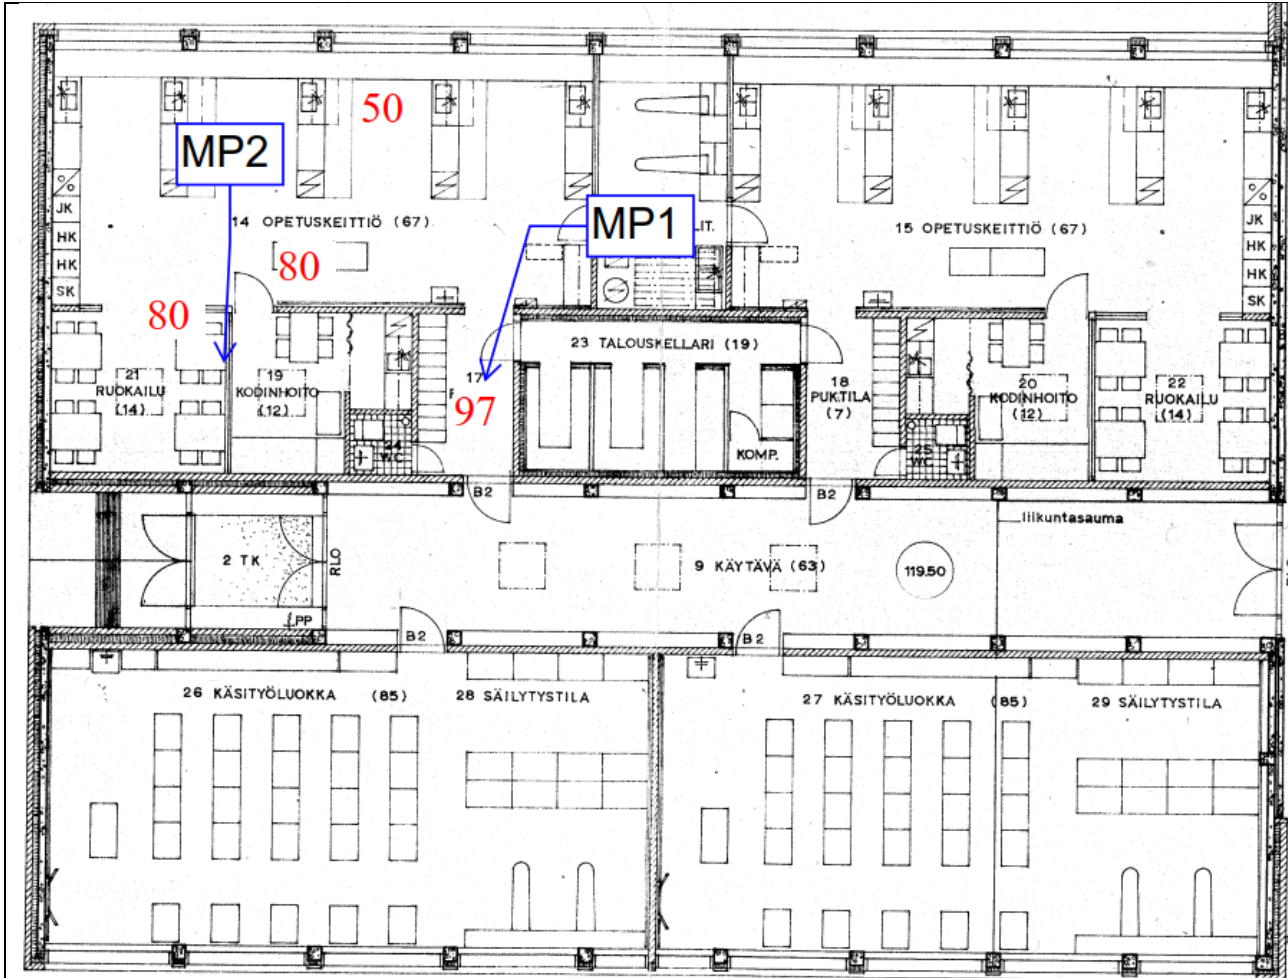 50
MP2
JK
HK
HK
SK
14 OPETUSKEITTIÖ (67)
MP1
LIT.
15 OPETUSKEITTIÖ (67)
JK
HK
HK
SK
80
80
23 TALOUSKELLARI (19)
21
RUOKAILU
(14)
19
KODINHOITO
(12)
17
97
18
PUKTILA
(7)
20
KODINHOITO
(12)
22
RUOKAILU
(14)
24
WC
KOMP.
25
WC
B2
B2
liikuntasauma
2 TK
RLO
9 KÄYTÄVÄ (63)
119.50
PP
B2
B2
26 KÄSITYÖLUOKKA (85)
28 SÄILYTYSTILA
27 KÄSITYÖLUOKKA (85)
29 SÄILYTYSTILA